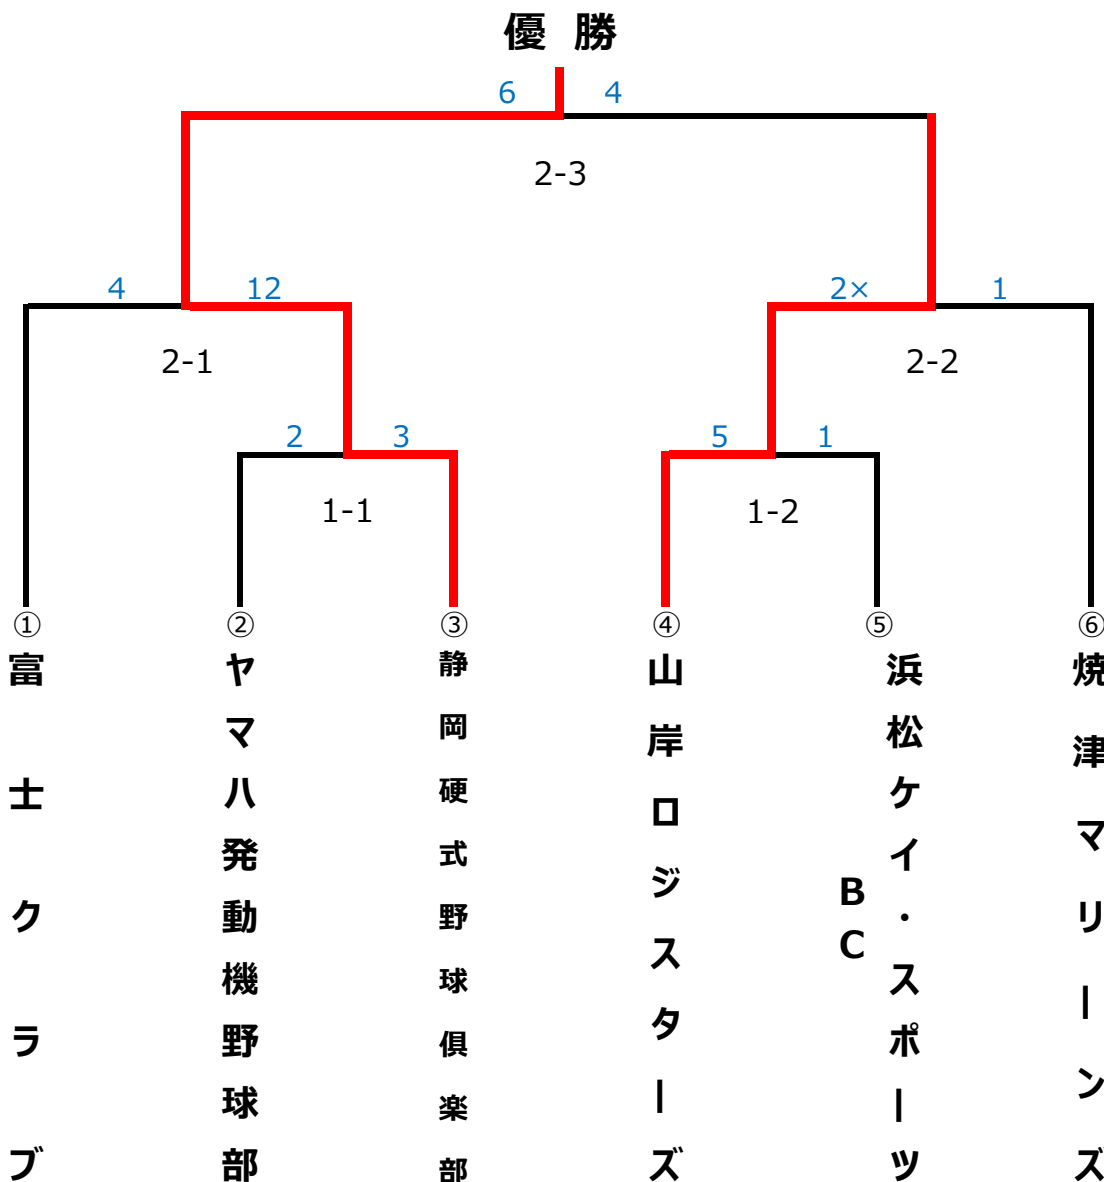 優 勝
6 4
2-3
4 12 2× 1
2-1 2-2
2 3 5 1
1-1 1-2
① ② ③ ④ ⑤ ⑥
富士クラブ
ヤマハ発動機野球部
静岡硬式野球倶楽部
山岸ロジスターズ
浜松ケイ・スポーツ
BC
焼津マリーンズ